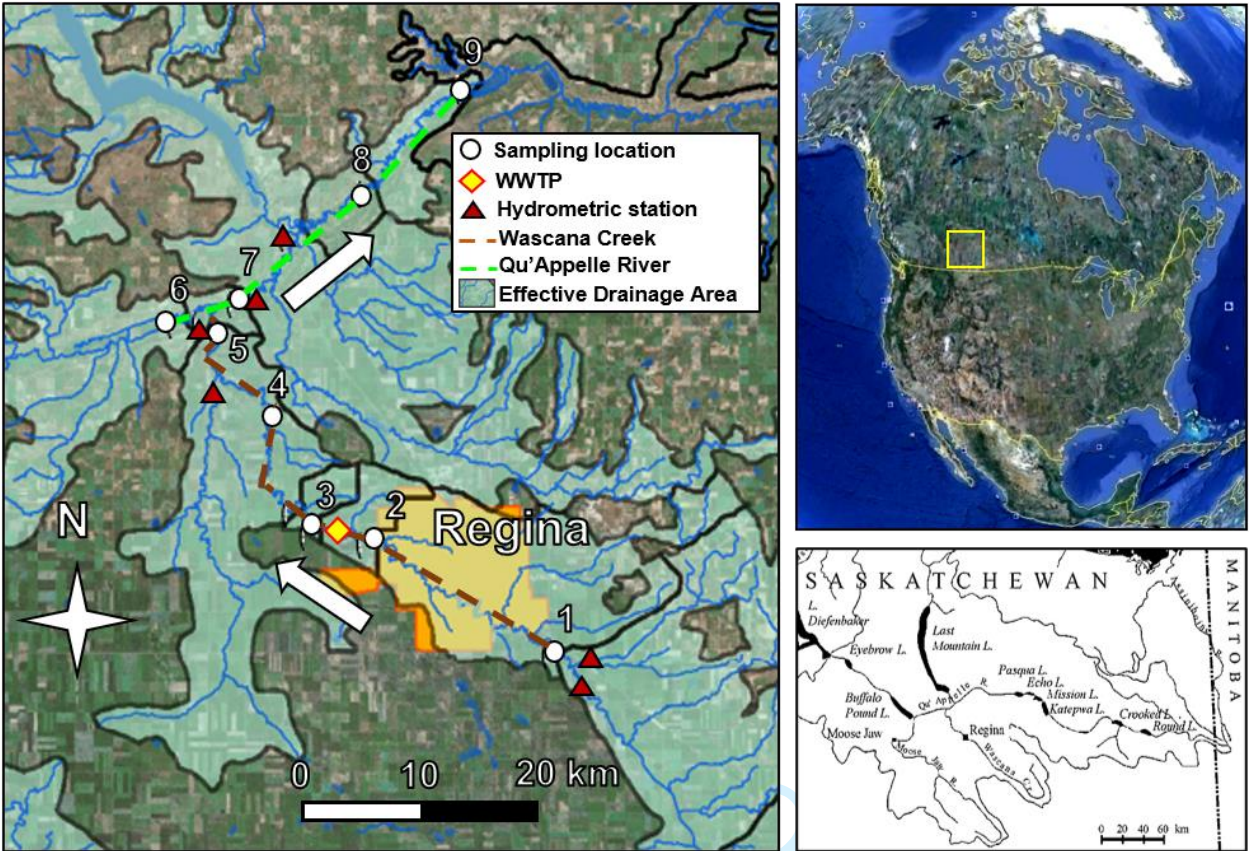 9
8
7
6
5
4
3
2
1
Sampling location
WWTP
Hydrometric station
Wascana Creek
Qu'Appelle River
Effective Drainage Area
Regina
N
0 10 20 km
SASKATCHEWAN
MANITOBA
L.
Diefenbaker
Eyebrow L.
Last
Mountain L.
Assiniboine R.
Buffalo
Pound L.
Qu' Appelle R.
Pasqua L.
Echo L.
Mission L.
Katepwa L.
Crooked L.
Round L.
Moose Jaw
Moose Jaw R.
Regina
Wascana Cr.
0 20 40 60 km